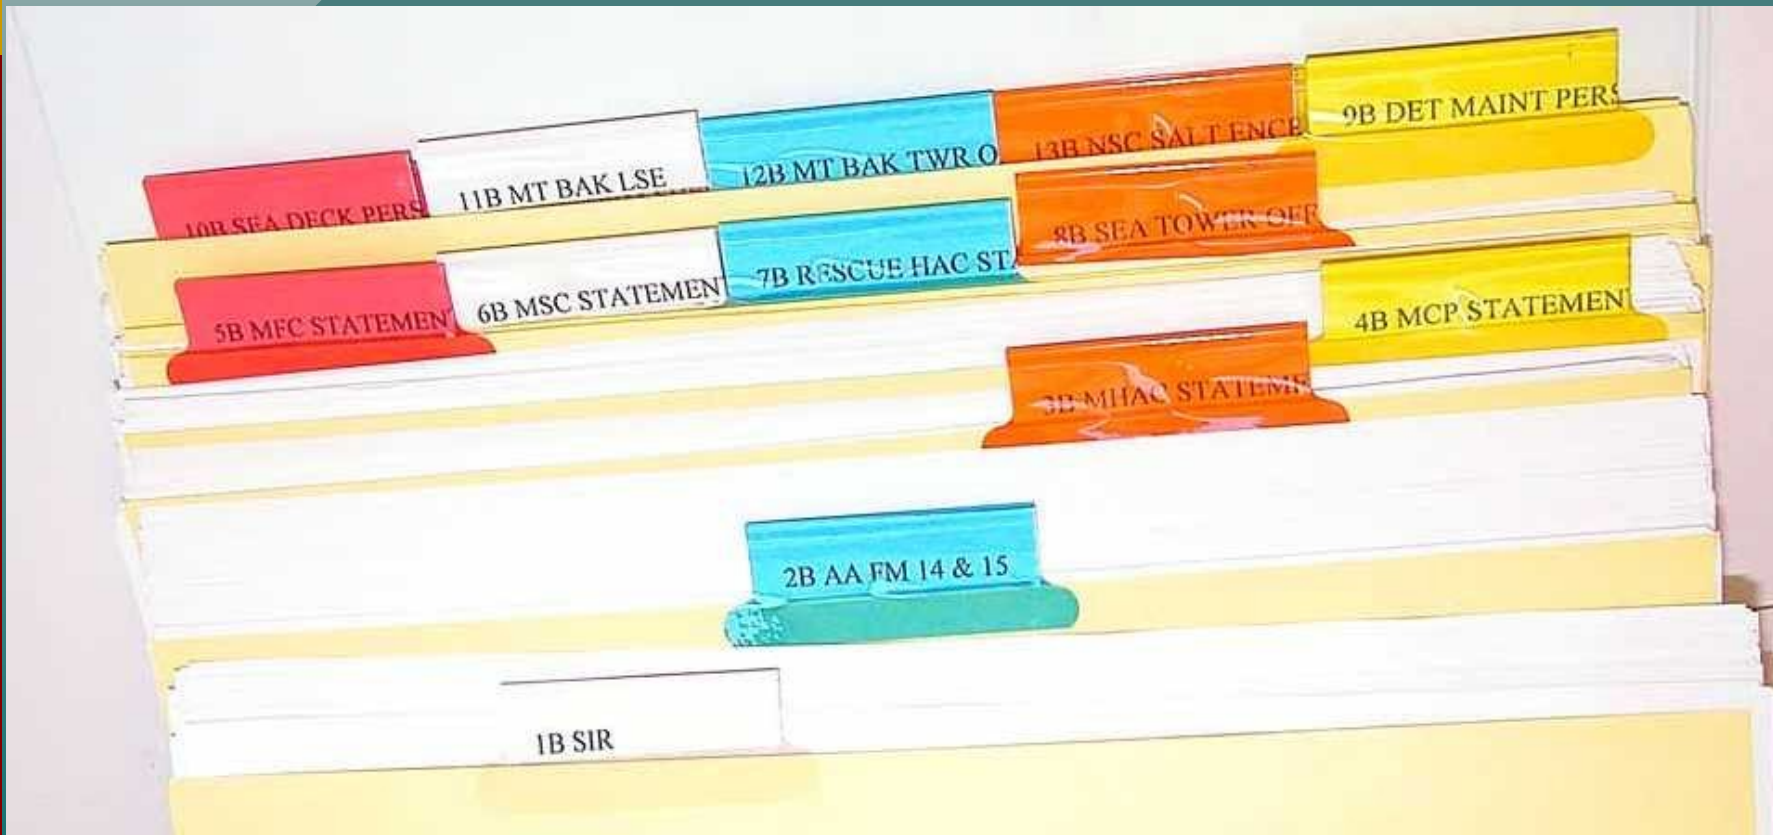 10B SEA DECK PERS
11B MT BAK LSE
12B MT BAK TWR O
13B NSC SALT ENCE
9B DET MAINT PERS
5B MFC STATEMENT
6B MSC STATEMEN
7B RESCUE HAC STA
8B SEA TOWER OFF
4B MCP STATEMENT
3B MHAC STATEME
2B AA FM 14 & 15
1B SIR